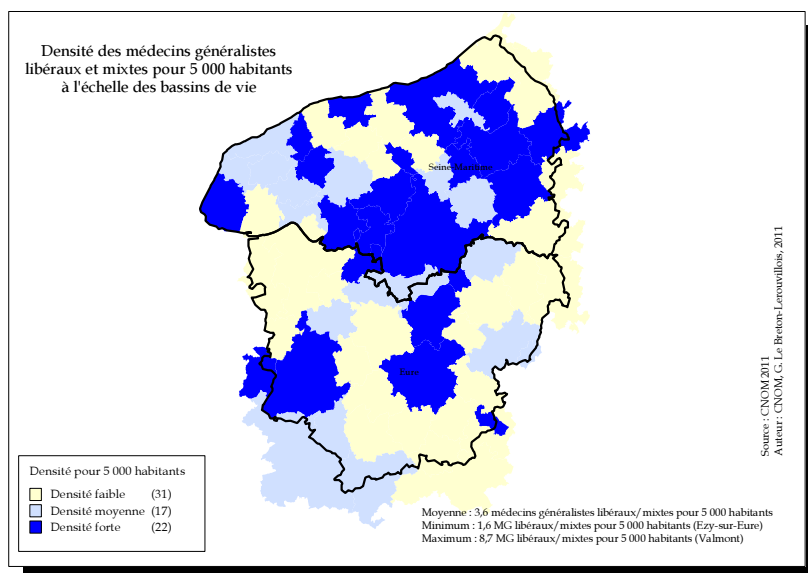 Densité des médecins généralistes
libéraux et mixtes pour 5 000 habitants
à l'échelle des bassins de vie
Seine-Maritime
Eure
Source : CNOM 2011
Auteur : CNOM, G. Le Breton-Lerouvillois, 2011
Densité pour 5 000 habitants
Densité faible (31)
Densité moyenne (17)
Densité forte (22)
Moyenne : 3,6 médecins généralistes libéraux/mixtes pour 5 000 habitants
Minimum : 1,6 MG libéraux/mixtes pour 5 000 habitants (Ezy-sur-Eure)
Maximum : 8,7 MG libéraux/mixtes pour 5 000 habitants (Valmont)